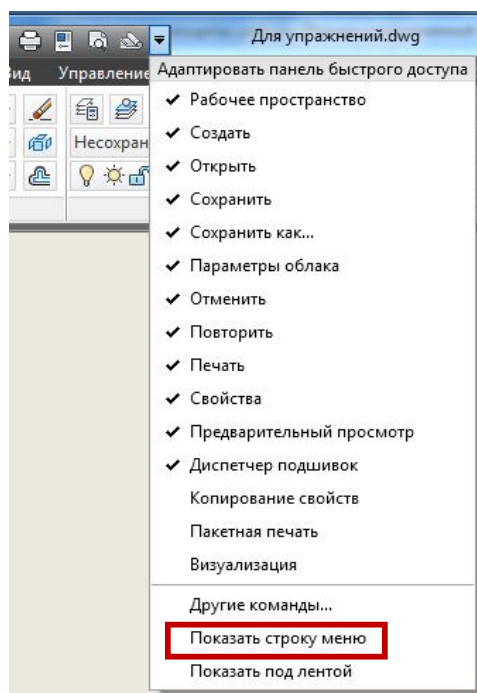 Для упражнений.dwg
Управление
Адаптировать панель быстрого доступа
Рабочее пространство
Несохран
Создать
Открыть
Сохранить
Сохранить как...
Параметры облака
Отменить
Повторить
Печать
Свойства
Предварительный просмотр
Диспетчер подшивок
Копирование свойств
Пакетная печать
Визуализация
Другие команды...
Показать строку меню
Показать под лентой